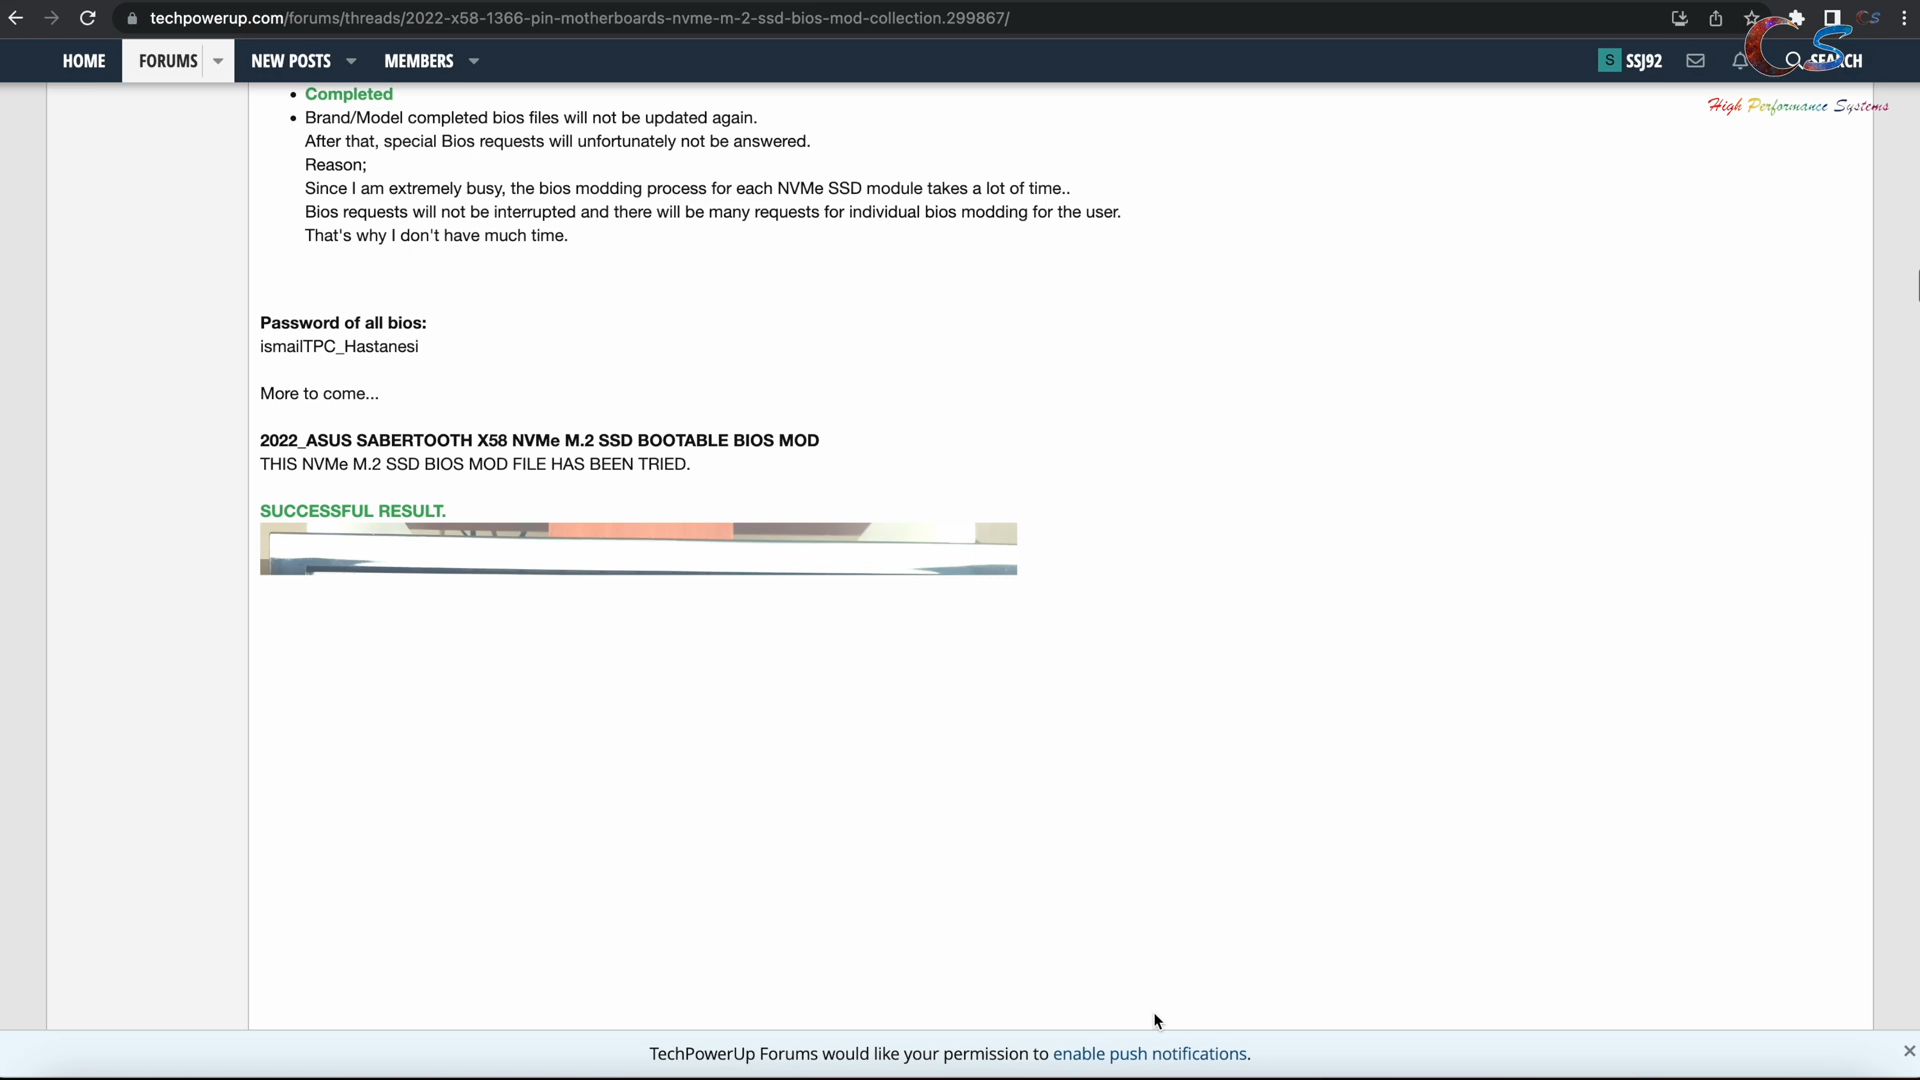 techpowerup.com/forums/threads/2022-x58-1366-pin-motherboards-nvme-m-2-ssd-bios-mod-collection.299867/
CS
HOME FORUMS NEW POSTS MEMBERS S SSJ92 SEARCH
CS
High Performance Systems
Completed
Brand/Model completed bios files will not be updated again.
After that, special Bios requests will unfortunately not be answered.
Reason;
Since I am extremely busy, the bios modding process for each NVMe SSD module takes a lot of time..
Bios requests will not be interrupted and there will be many requests for individual bios modding for the user.
That's why I don't have much time.
Password of all bios:
ismailTPC_Hastanesi
More to come...
2022_ASUS SABERTOOTH X58 NVMe M.2 SSD BOOTABLE BIOS MOD
THIS NVMe M.2 SSD BIOS MOD FILE HAS BEEN TRIED.
SUCCESSFUL RESULT.
TechPowerUp Forums would like your permission to enable push notifications.